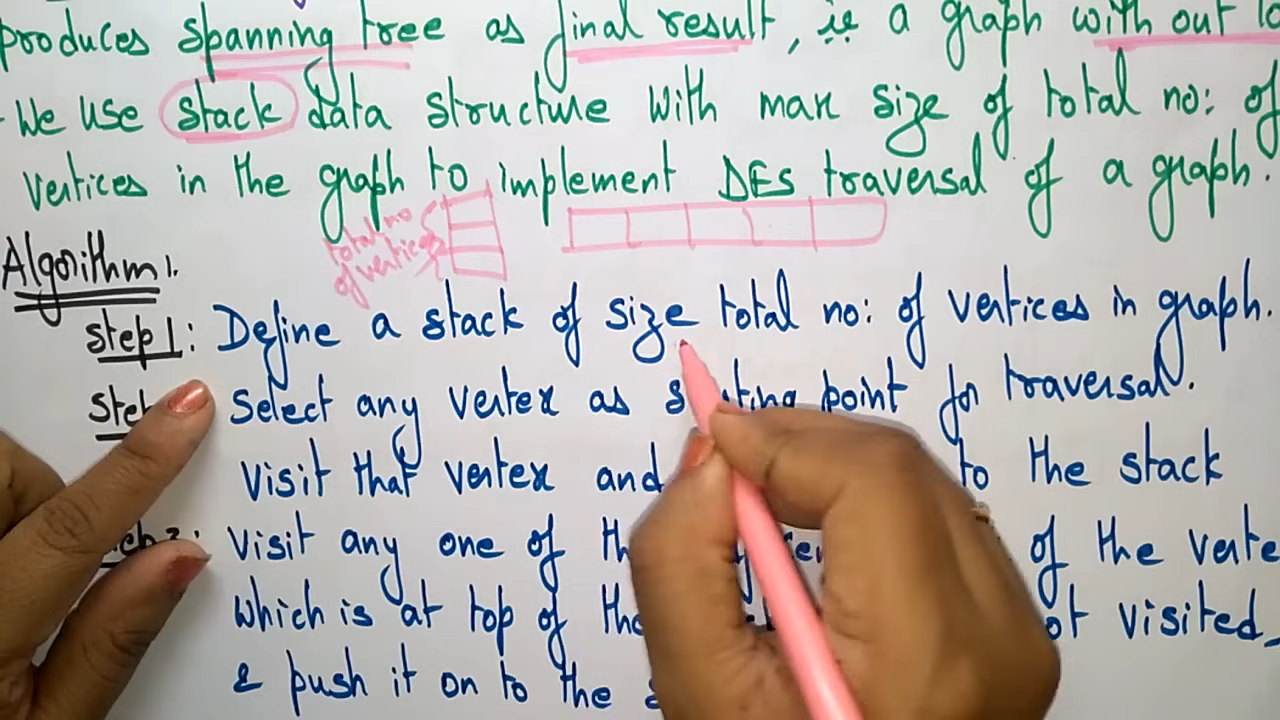 produces spanning tree as final result, ie a graph with out
We use stack data structure with max size of total no: of
vertices in the graph to implement DFS traversal of a graph.
total no
of vertices
Algorithm:
Step 1: Define a stack of size total no: of vertices in graph.
Select any vertex as starting point for traversal.
Visit that vertex and to the stack
Visit any one of of the
which is at top of the visited
& push it on to the